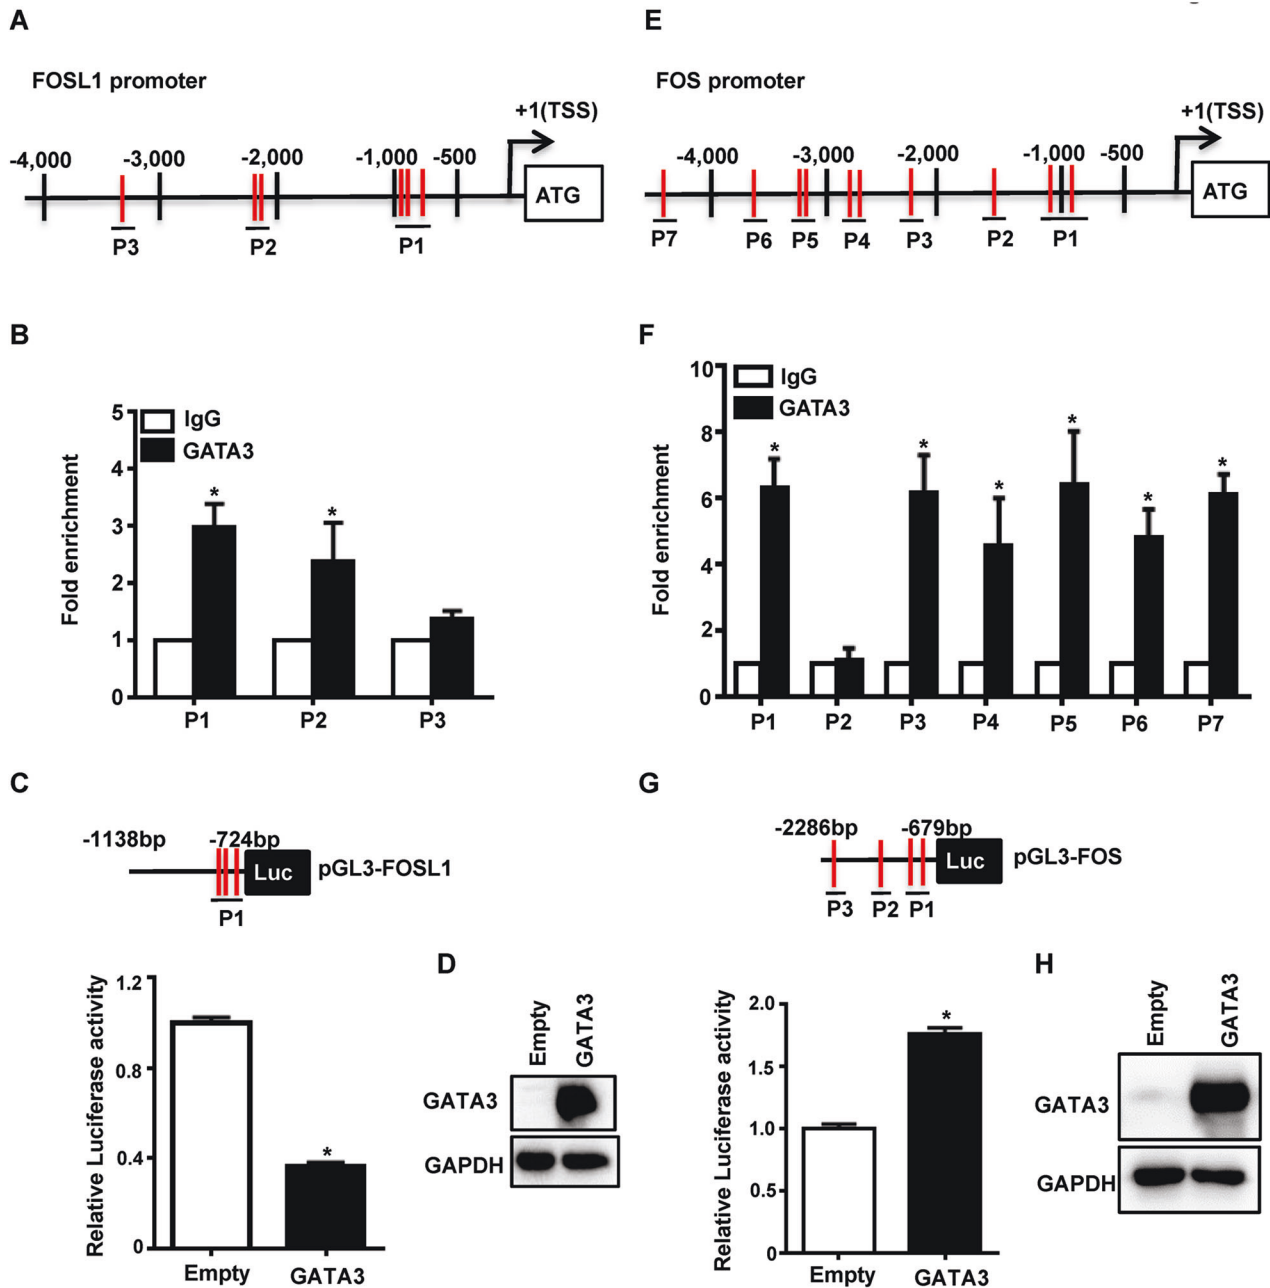 A
FOSL1 promoter
+1(TSS)
-4,000 -3,000 -2,000 -1,000 -500
ATG
P3 P2 P1
E
FOS promoter
+1(TSS)
-4,000 -3,000 -2,000 -1,000 -500
ATG
P7 P6 P5 P4 P3 P2 P1
B
Fold enrichment
5
4
3
2
1
0
IgG
GATA3
* *
P1 P2 P3
F
Fold enrichment
10
8
6
4
2
0
IgG
GATA3
* * * * * *
P1 P2 P3 P4 P5 P6 P7
C
-1138bp -724bp
Luc pGL3-FOSL1
P1
Relative Luciferase activity
1.2
0.8
0.4
0
*
Empty GATA3
D
Empty GATA3
GATA3
GAPDH
G
-2286bp -679bp
Luc pGL3-FOS
P3 P2 P1
Relative Luciferase activity
2.0
1.5
1.0
0.5
0
*
Empty GATA3
H
Empty GATA3
GATA3
GAPDH